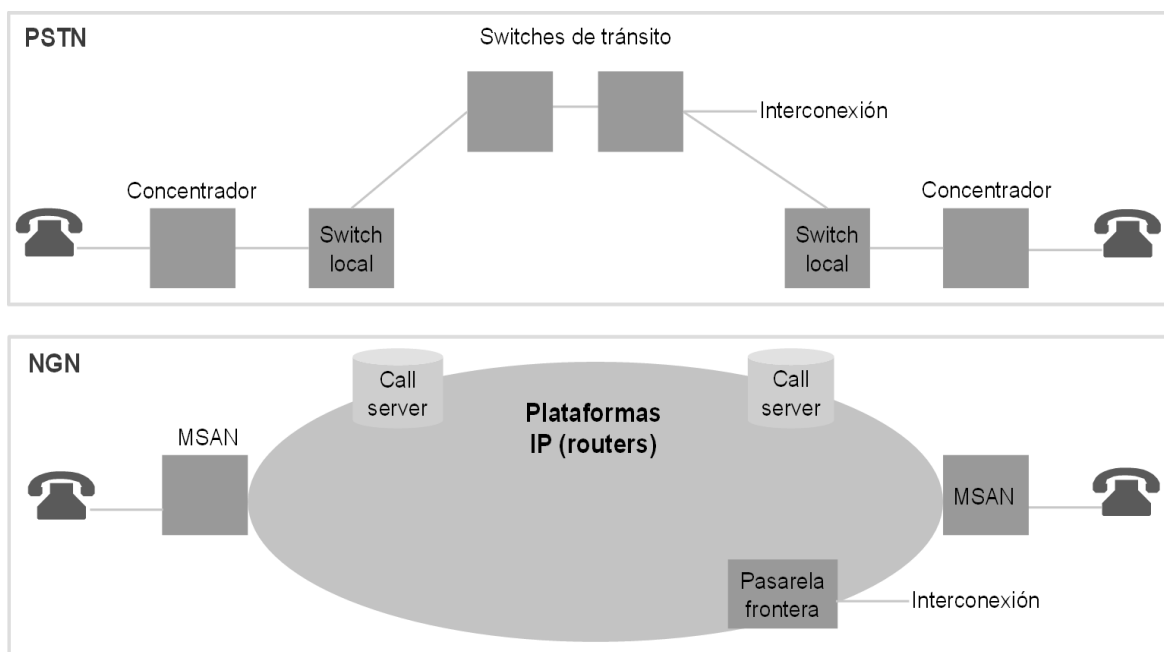 PSTN
Switches de tránsito
Interconexión
Concentrador
Concentrador
Switch
local
Switch
local
NGN
Call
server
Call
server
Plataformas
IP (routers)
MSAN
MSAN
Pasarela
frontera
Interconexión